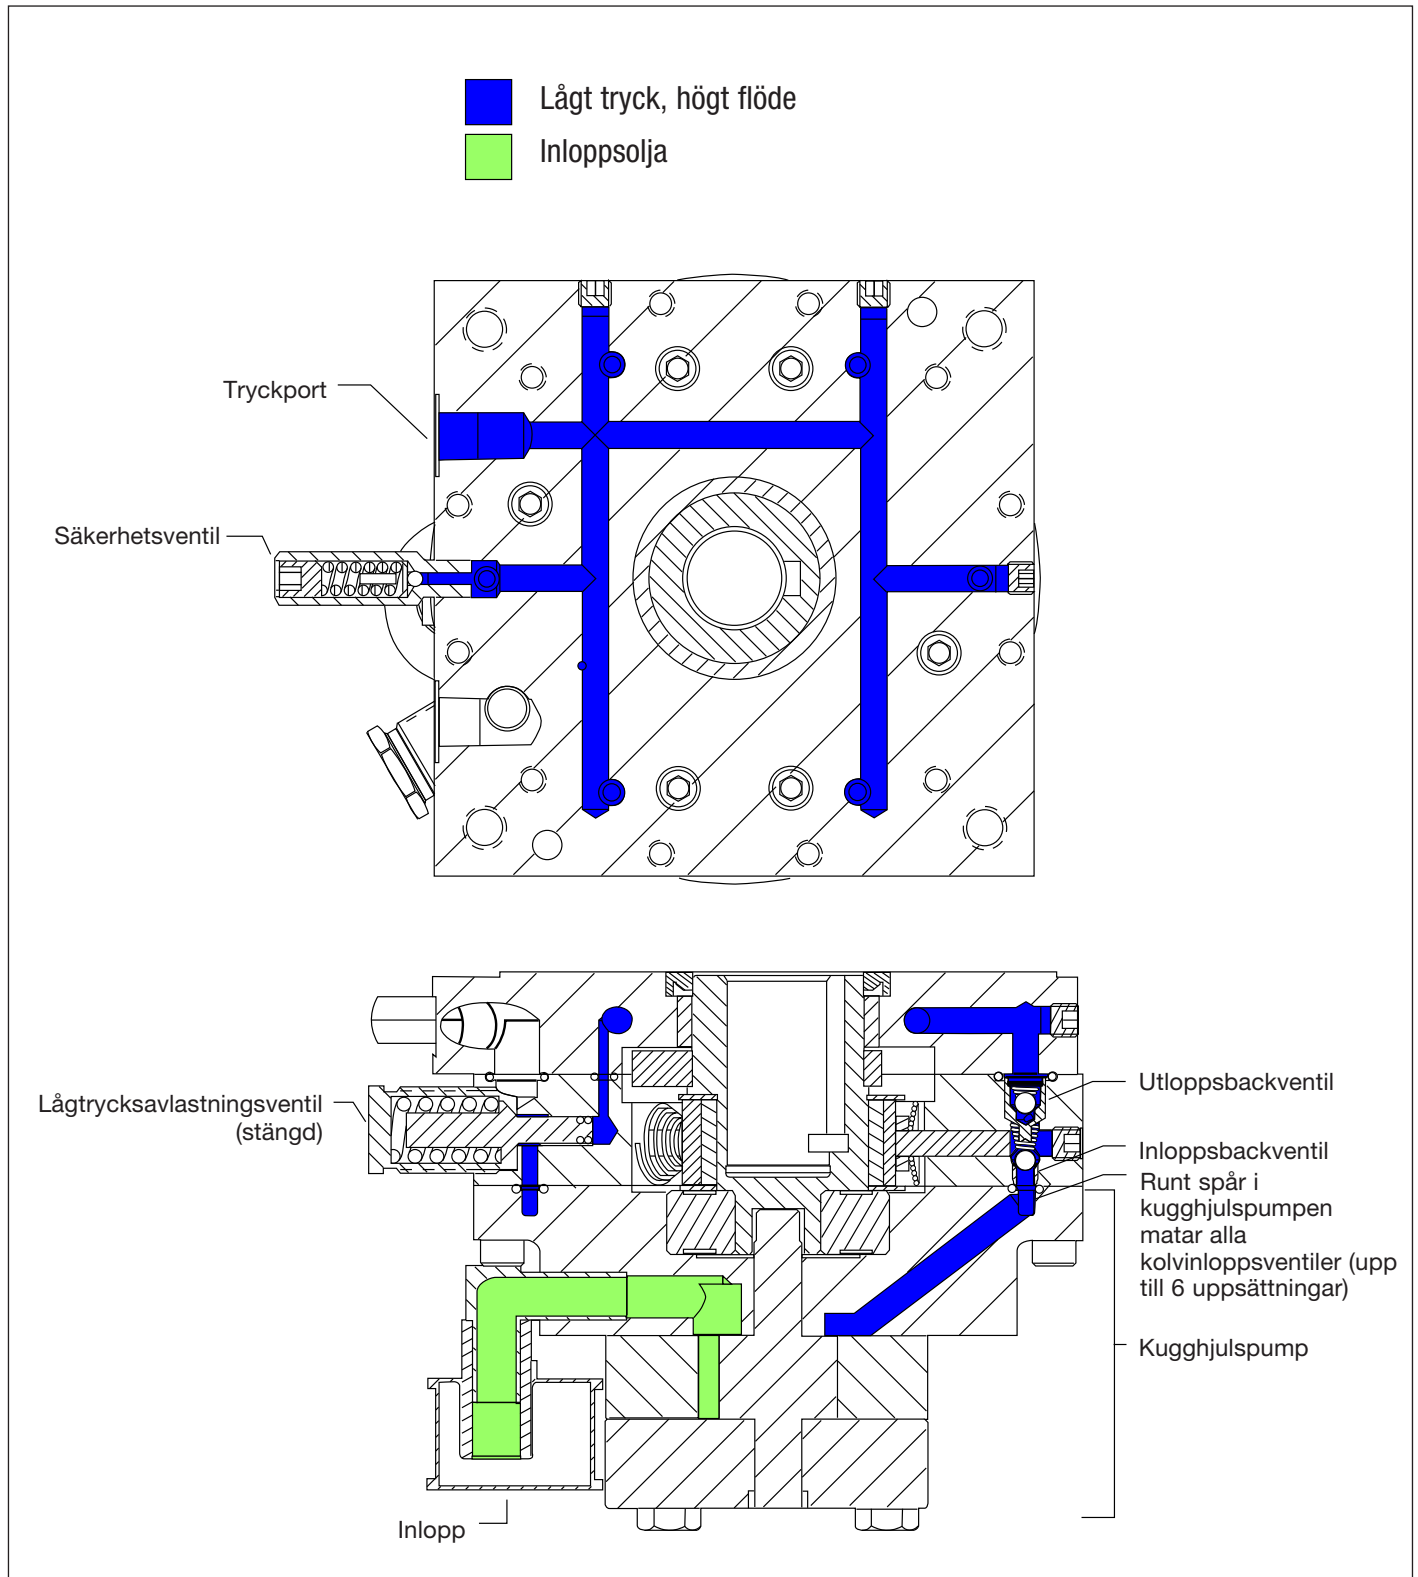 Lågt tryck, högt flöde
Inloppsolja
Tryckport
Säkerhetsventil
Lågtrycksavlastningsventil
(stängd)
Utloppsbackventil
Inloppsbackventil
Runt spår i
kugghjulspumpen
matar alla
kolvinloppsventiler (upp
till 6 uppsättningar)
Kugghjulspump
Inlopp